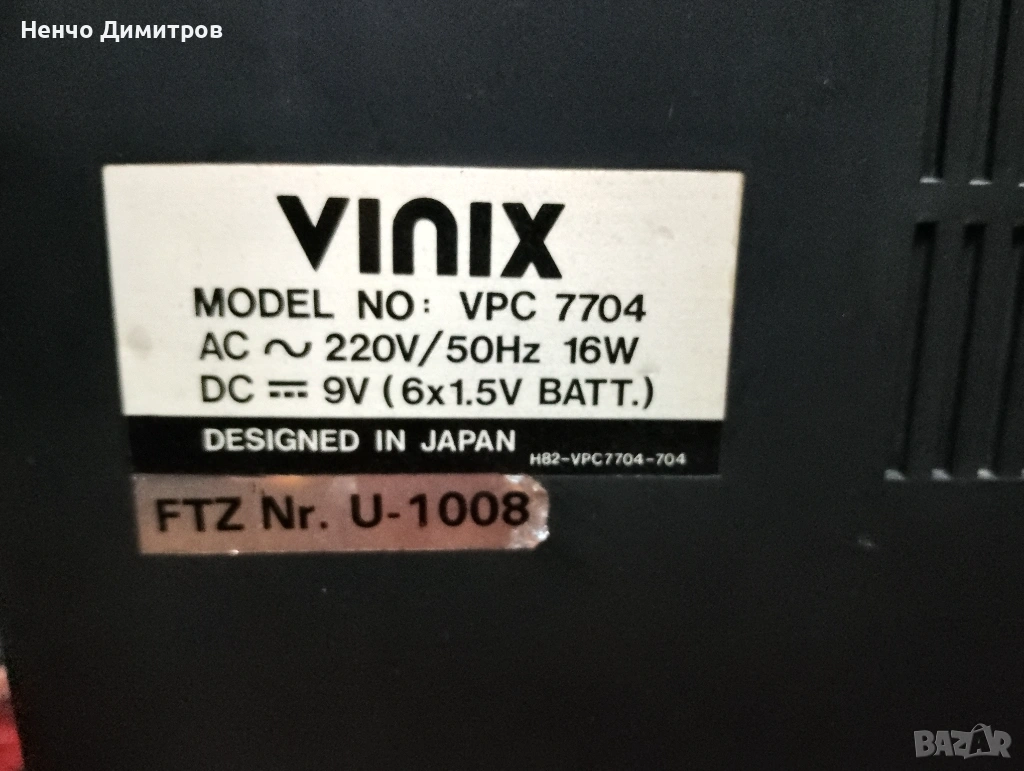 Ненчо Димитров
VINIX
MODEL NO: VPC 7704
AC ~ 220V/50Hz 16W
DC ⎓ 9V (6x1.5V BATT.)
DESIGNED IN JAPAN H82-VPC7704-704
FTZ Nr. U-1008
BAZAR